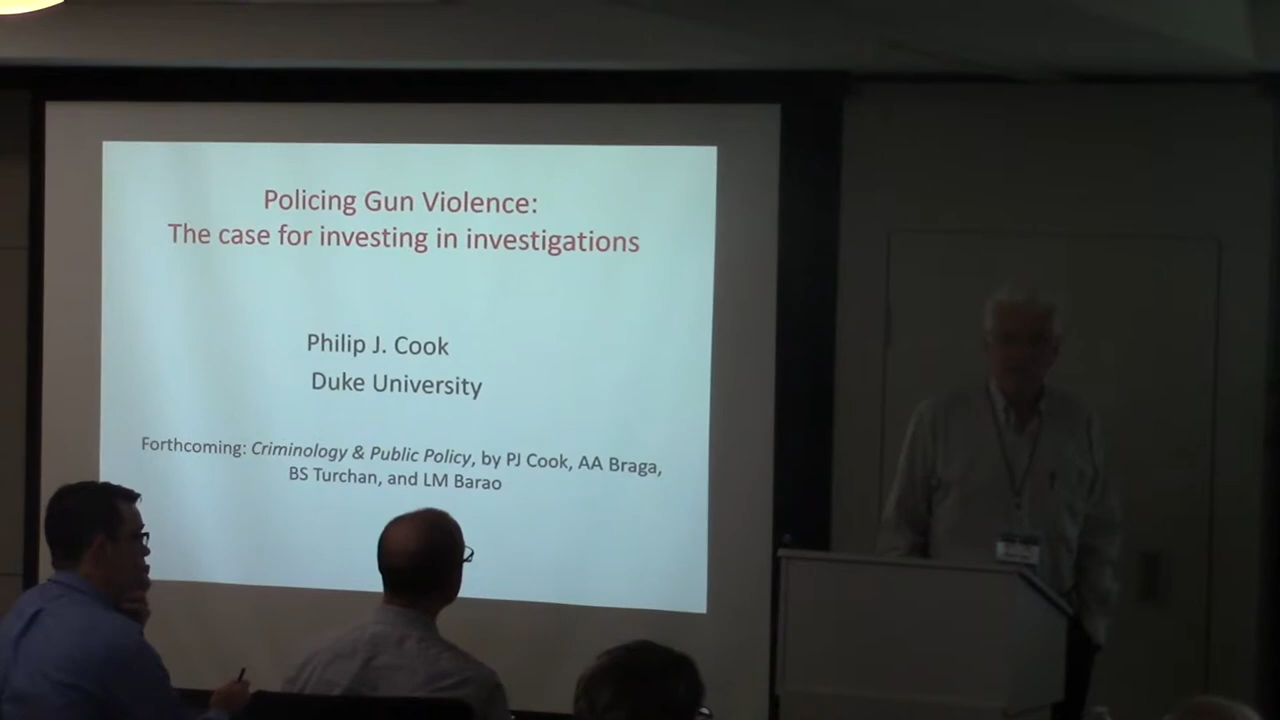 Policing Gun Violence:
The case for investing in investigations
Philip J. Cook
Duke University
Forthcoming: Criminology & Public Policy, by PJ Cook, AA Braga,
BS Turchan, and LM Barao